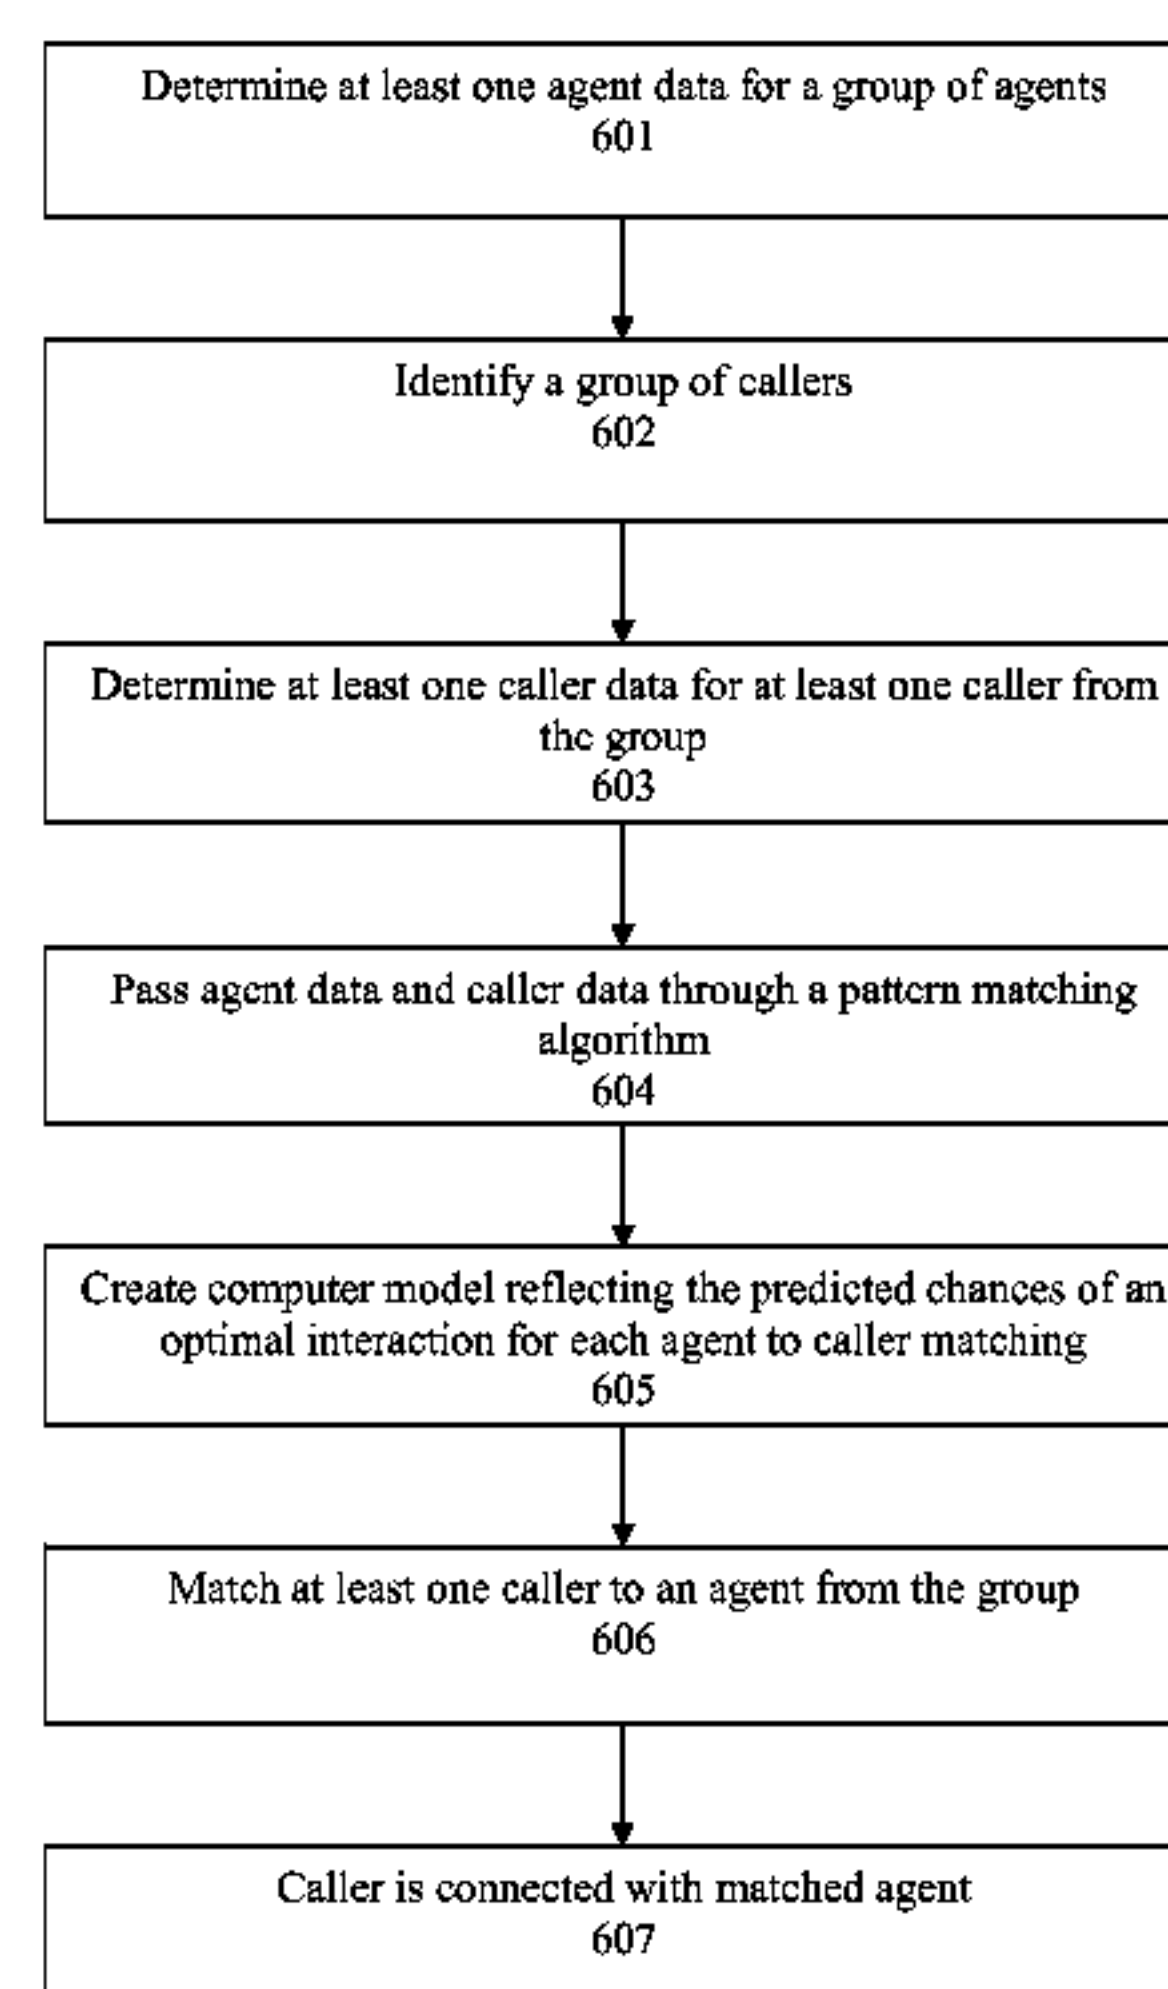 Determine at least one agent data for a group of agents
601
Identify a group of callers
602
Determine at least one caller data for at least one caller from
the group
603
Pass agent data and caller data through a pattern matching
algorithm
604
Create computer model reflecting the predicted chances of an
optimal interaction for each agent to caller matching
605
Match at least one caller to an agent from the group
606
Caller is connected with matched agent
607